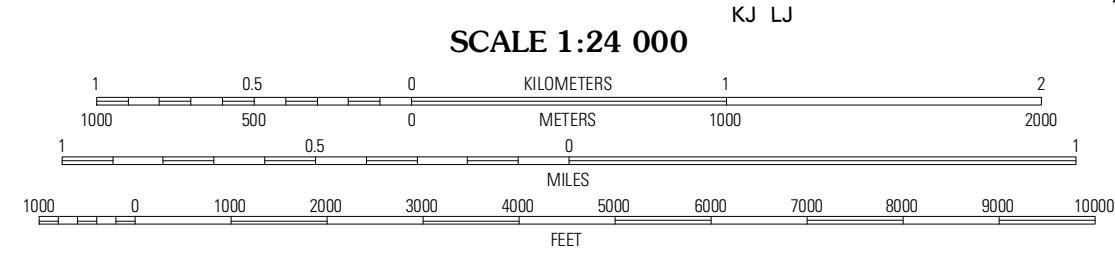 KJ LJ
SCALE 1:24 000
1 0.5 0 KILOMETERS 1 2
1000 500 0 METERS 1000 2000
1 0.5 0 1
MILES
1000 0 1000 2000 3000 4000 5000 6000 7000 8000 9000 10000
FEET